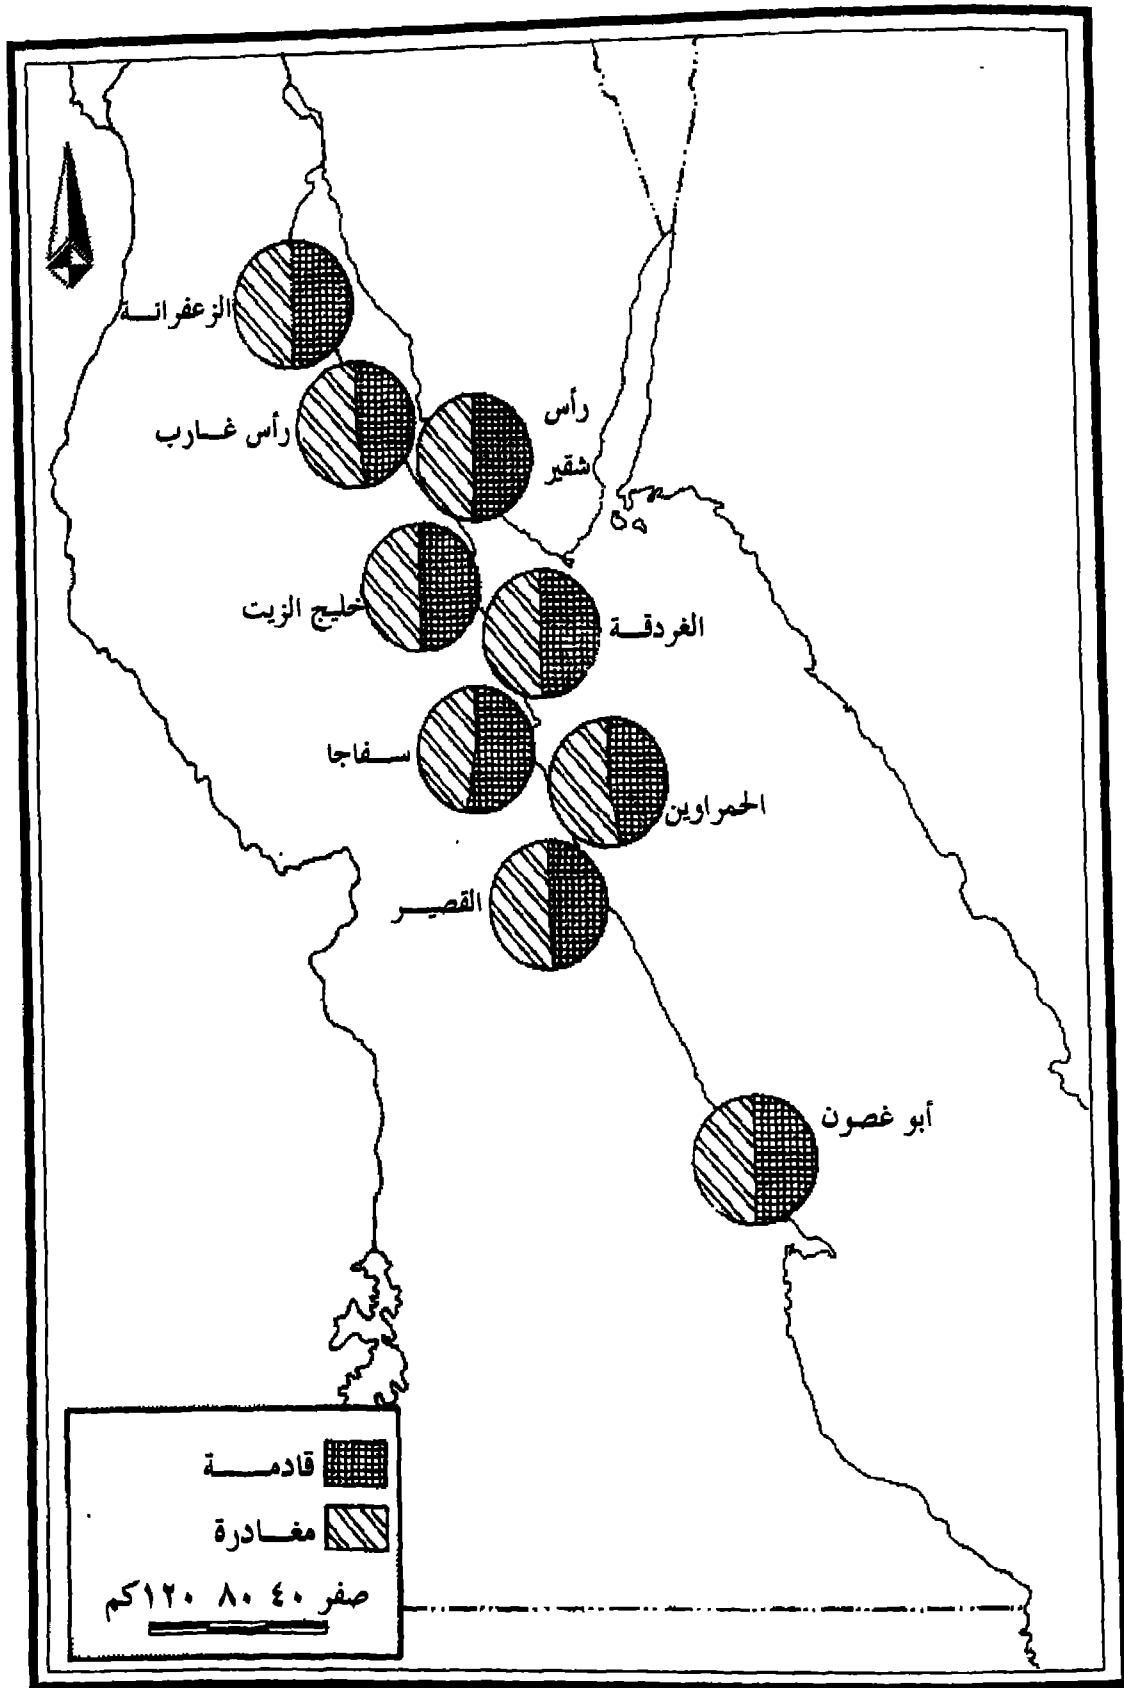 الزعفرانة
رأس غارب
رأس
شقير
خليج الزيت
الغردقة
سفاجا
الحمراوين
القصير
أبو غصون
قادمة
مغادرة
صفر ٤٠ ٨٠ ١٢٠كم